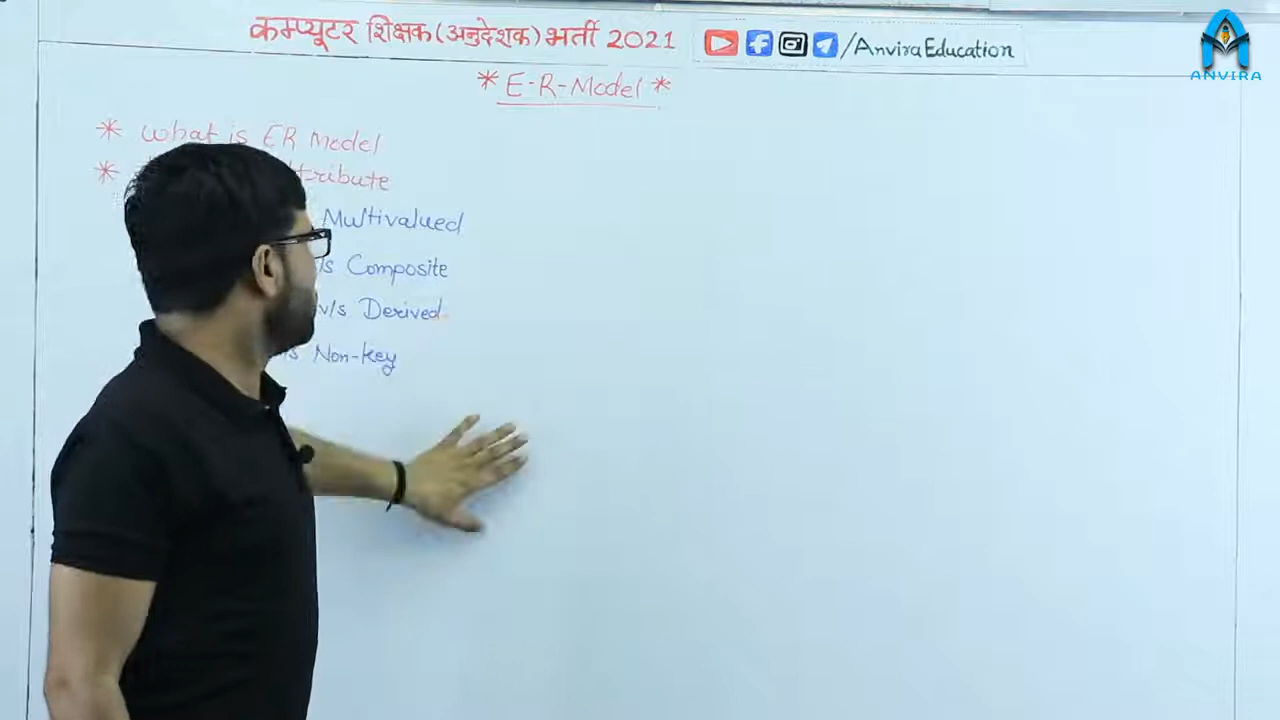 कम्प्यूटर शिक्षक (अनुदेशक) भर्ती 2021
/Anvira Education
ANVIRA
* E-R-Model *
* What is ER Model
* ttribute
Multivalued
v/s Composite
v/s Derived
v/s Non-key